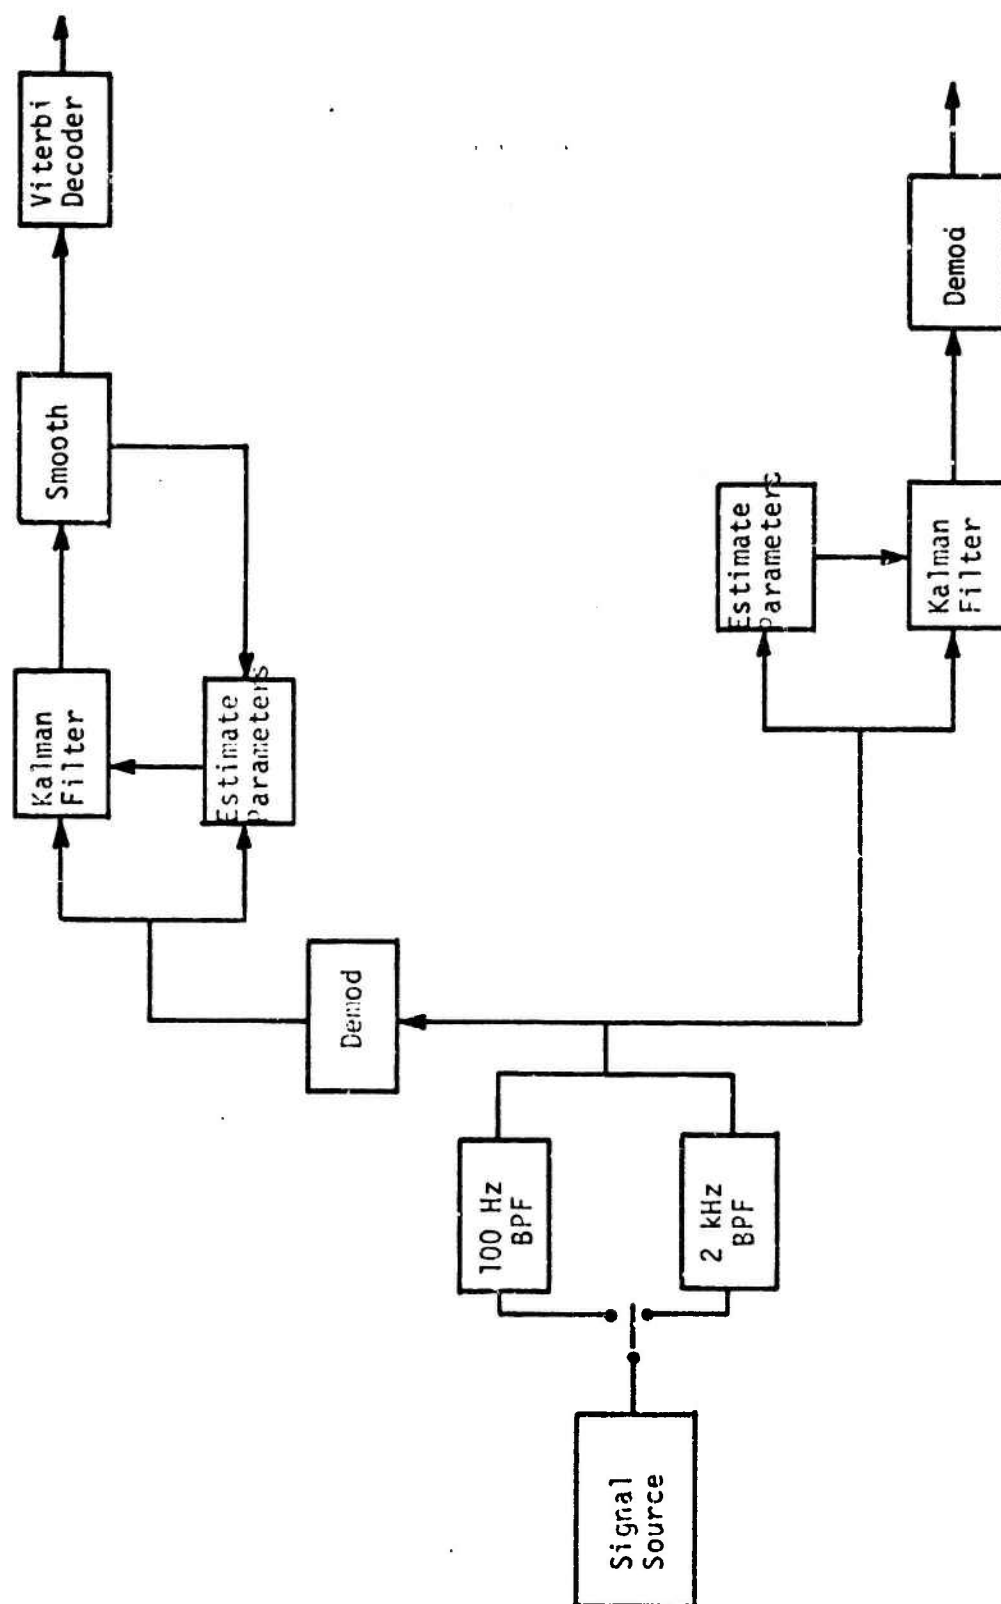 Signal
Source
100 Hz
BPF
2 kHz
BPF
Demod
Kalman
Filter
Estimate
Parameters
Smooth
Viterbi
Decoder
Estimate
Parameters
Kalman
Filter
Demod